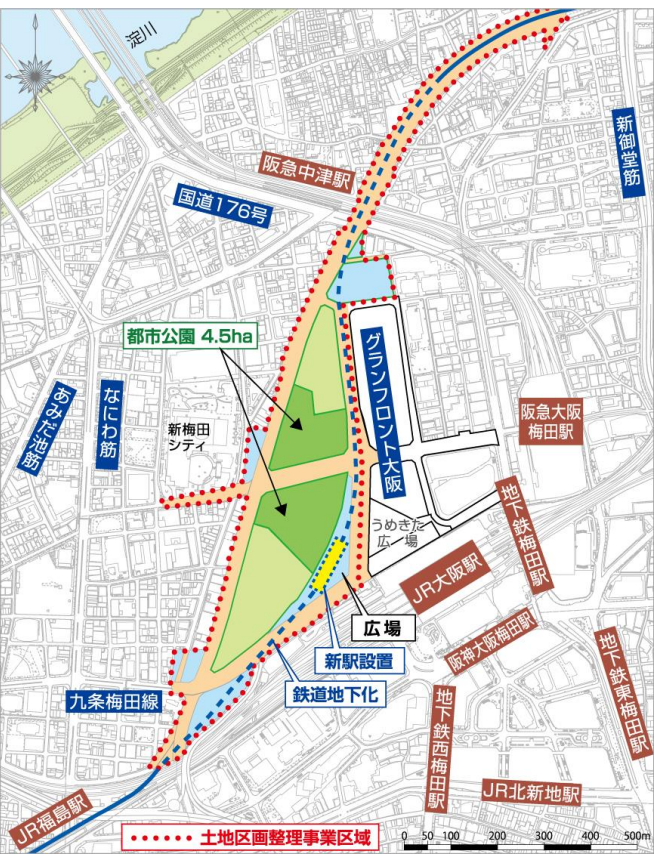 淀川
新御堂筋
阪急中津駅
国道176号
都市公園 4.5ha
グランフロント大阪
あみだ池筋
なにわ筋
新梅田
シティ
阪急大阪
梅田駅
うめきた
広場
地下鉄梅田駅
JR大阪駅
広場
阪神大阪梅田駅
新駅設置
地下鉄東梅田駅
鉄道地下化
九条梅田線
地下鉄西梅田駅
JR北新地駅
JR福島駅
土地区画整理事業区域
0 50 100 200 300 400 500m